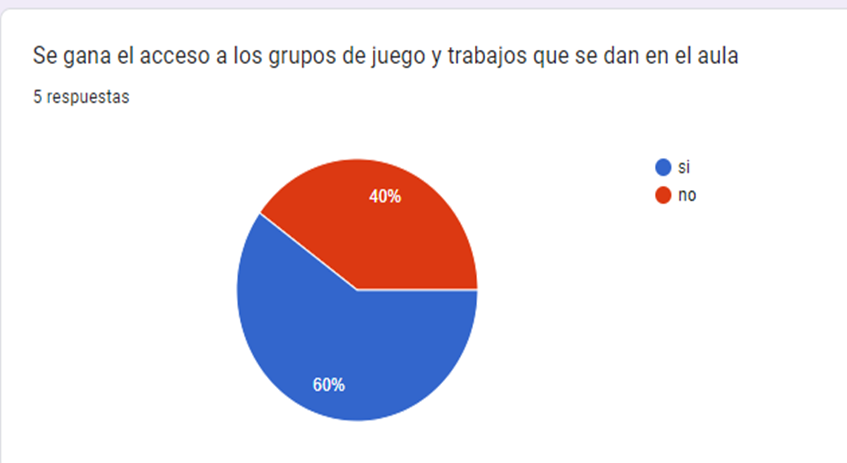 Se gana el acceso a los grupos de juego y trabajos que se dan en el aula
5 respuestas
si
no
40%
60%